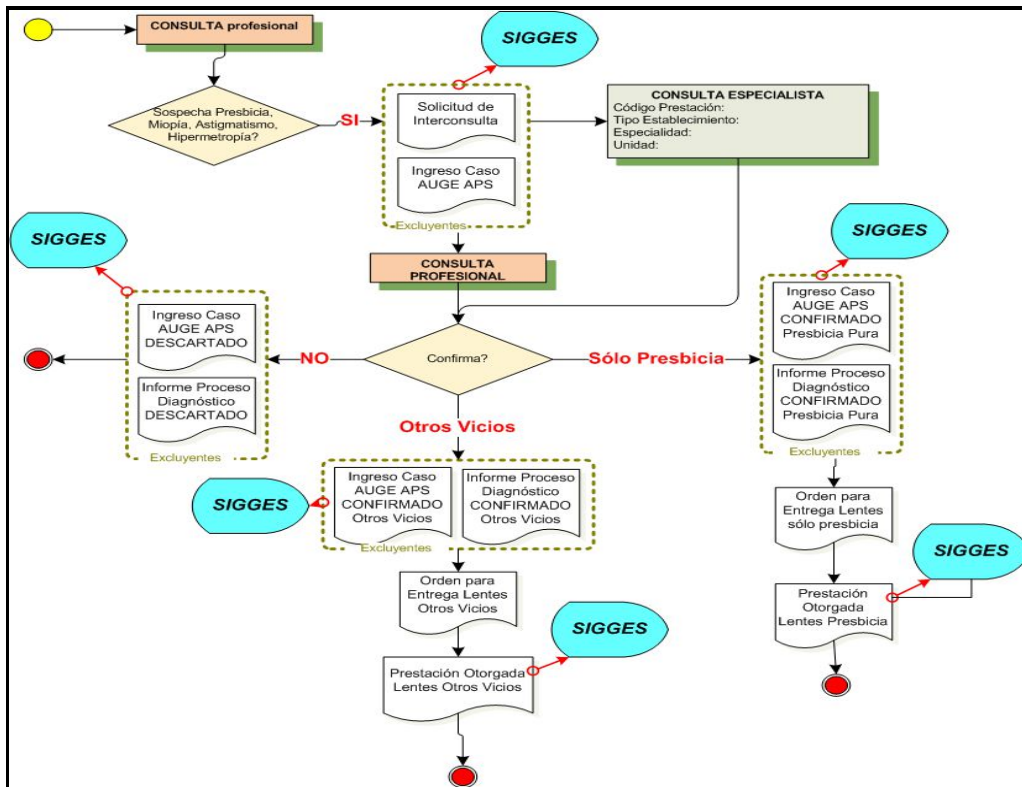 CONSULTA profesional
SIGGES
Sospecha Presbicia,
Miopía, Astigmatismo,
Hipermetropía?
SI
Solicitud de
Interconsulta
Ingreso Caso
AUGE APS
Excluyentes
CONSULTA ESPECIALISTA
Código Prestación:
Tipo Establecimiento:
Especialidad:
Unidad:
CONSULTA
PROFESIONAL
SIGGES
Ingreso Caso
AUGE APS
DESCARTADO
Informe Proceso
Diagnóstico
DESCARTADO
Excluyentes
NO
Confirma?
Sólo Presbicia
SIGGES
Ingreso Caso
AUGE APS
CONFIRMADO
Presbicia Pura
Informe Proceso
Diagnóstico
CONFIRMADO
Presbicia Pura
Excluyentes
Otros Vicios
SIGGES
Ingreso Caso
AUGE APS
CONFIRMADO
Otros Vicios
Informe Proceso
Diagnóstico
CONFIRMADO
Otros Vicios
Excluyentes
Orden para
Entrega Lentes
Otros Vicios
SIGGES
Prestación Otorgada
Lentes Otros Vicios
Orden para
Entrega Lentes
sólo presbicia
SIGGES
Prestación
Otorgada
Lentes Presbicia